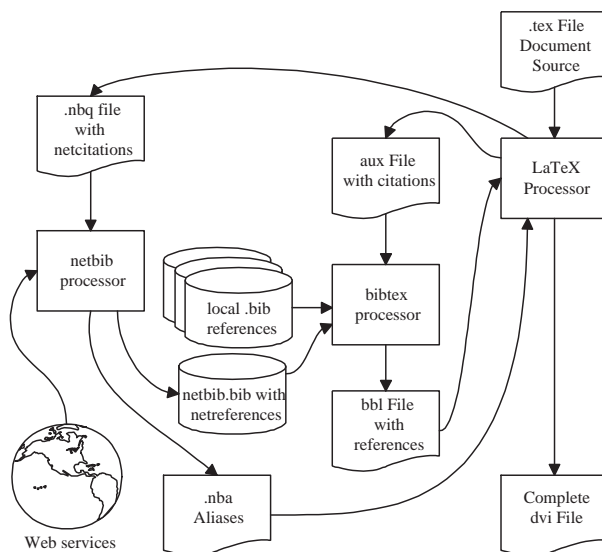 .tex File
Document
Source
.nbq file
with
netcitations
aux File
with citations
LaTeX
Processor
netbib
processor
local .bib
references
bibtex
processor
netbib.bib with
netreferences
bbl File
with
references
.nba
Aliases
Complete
dvi File
Web services